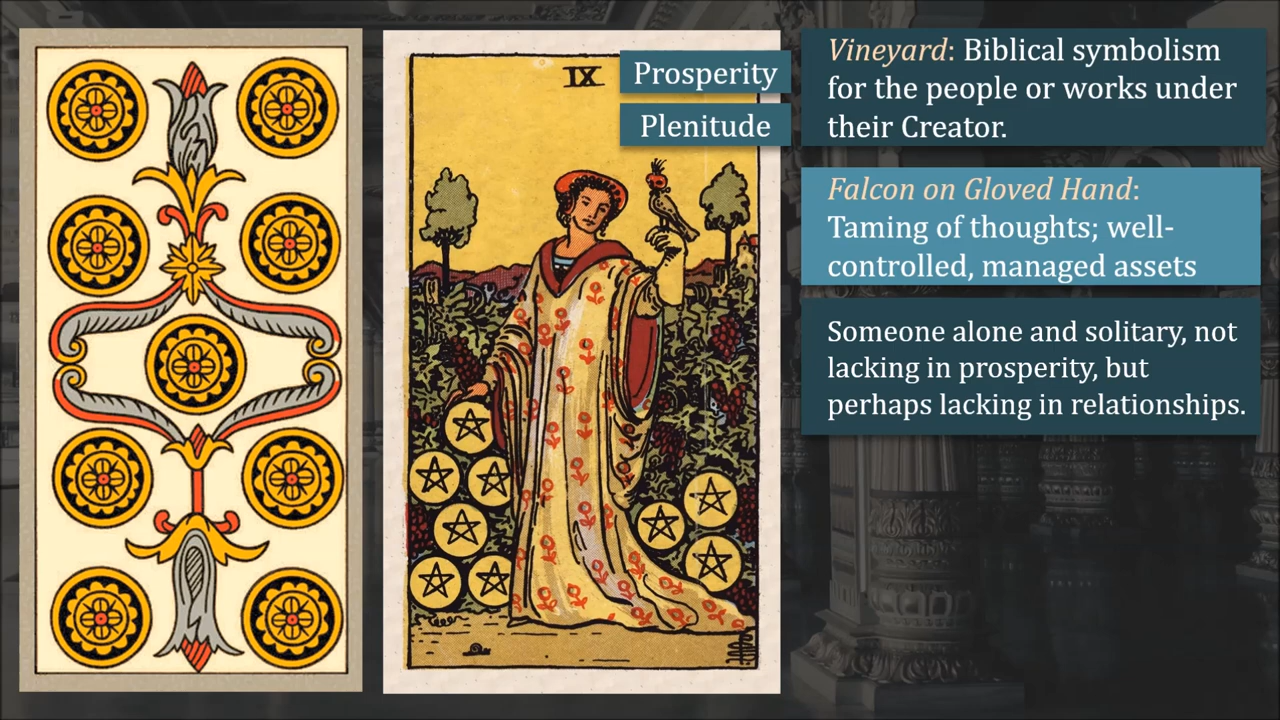 IX
Prosperity
Plenitude
Vineyard: Biblical symbolism
for the people or works under
their Creator.
Falcon on Gloved Hand:
Taming of thoughts; well-
controlled, managed assets
Someone alone and solitary, not
lacking in prosperity, but
perhaps lacking in relationships.